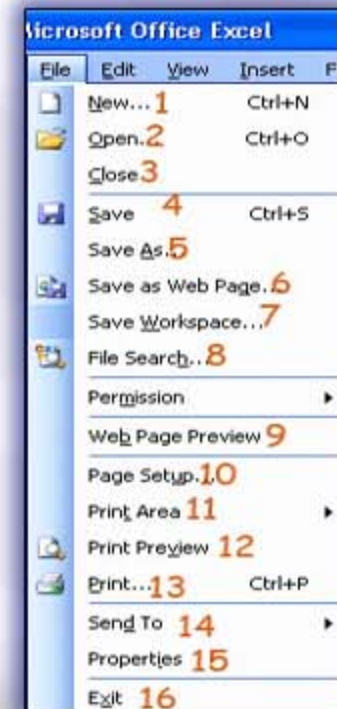 Microsoft Office Excel
File Edit View Insert F
New... 1 Ctrl+N
Open.. 2 Ctrl+O
Close 3
Save 4 Ctrl+S
Save As.. 5
Save as Web Page.. 6
Save Workspace... 7
File Search... 8
Permission
Web Page Preview 9
Page Setup.. 10
Print Area 11
Print Preview 12
Print... 13 Ctrl+P
Send To 14
Properties 15
Exit 16